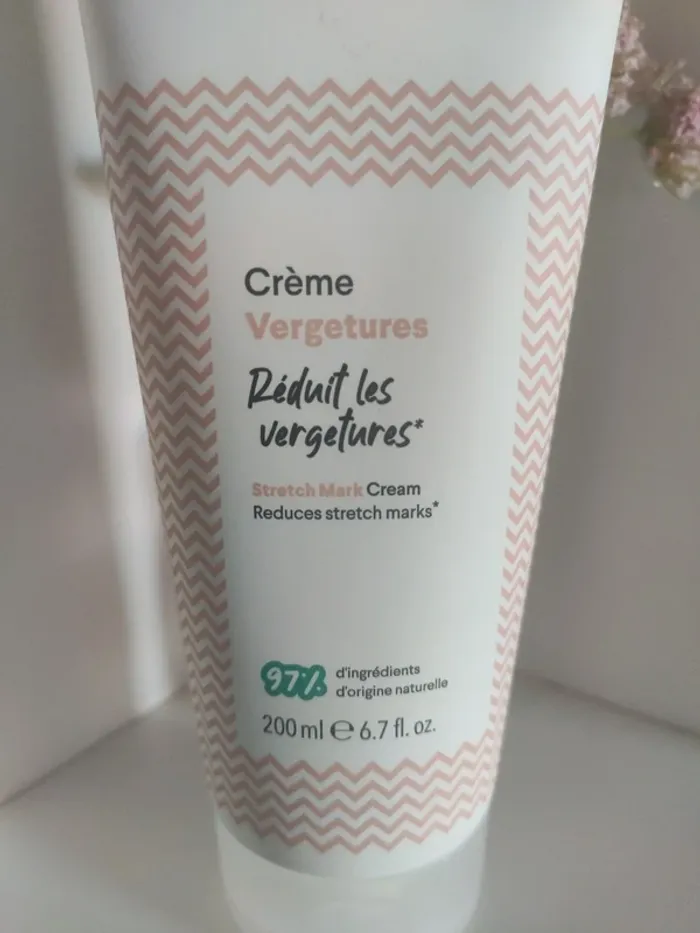 Crème
Vergetures
Réduit les
vergetures*
Stretch Mark Cream
Reduces stretch marks*
97% d'ingrédients
d'origine naturelle
200 ml ℮ 6.7 fl. oz.